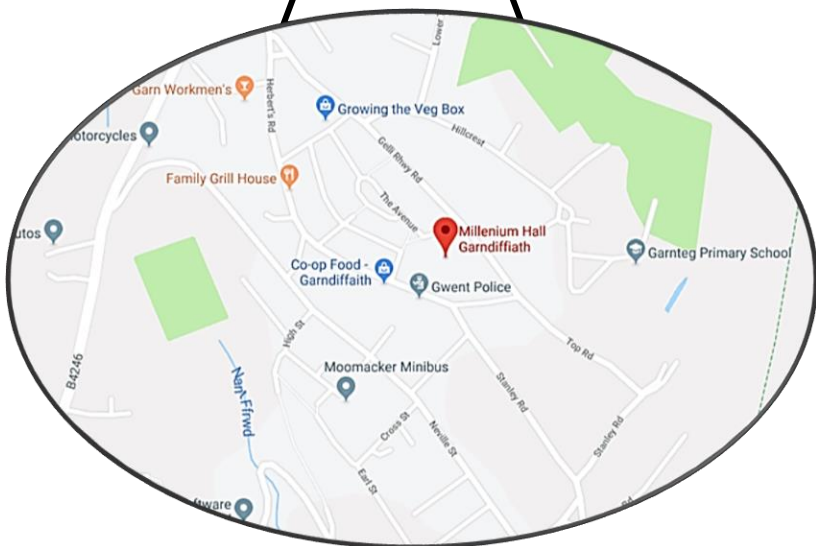 Lower
Garn Workmen's
Herbert's Rd
Growing the Veg Box
Hillcrest
otorcycles
Gelli Rhwy Rd
Family Grill House
The Avenue
utos
Millenium Hall
Garndiffiath
Garnteg Primary School
Co-op Food -
Garndiffaith
Gwent Police
High St
Top Rd
B4246
Moomacker Minibus
Nant Ffrwd
Stanley Rd
Cross St
Neville St
Stanley Rd
Earl St
ftware
Rd